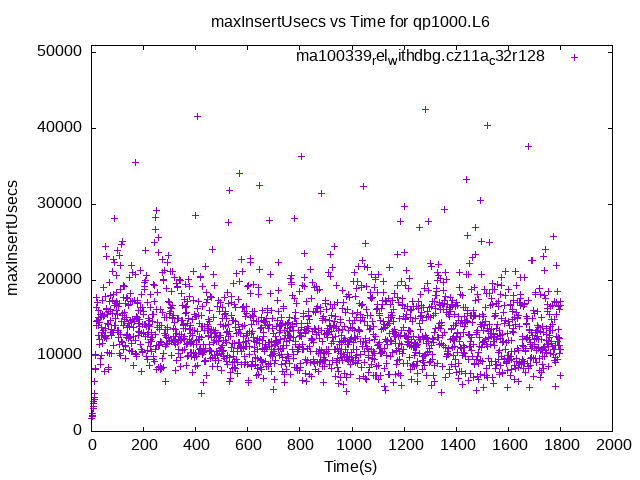 maxInsertUsecs vs Time for qp1000.L6
ma100339relwithdbg.cz11ac32r128
50000
40000
30000
20000
10000
0
maxInsertUsecs
0 200 400 600 800 1000 1200 1400 1600 1800 2000
Time(s)